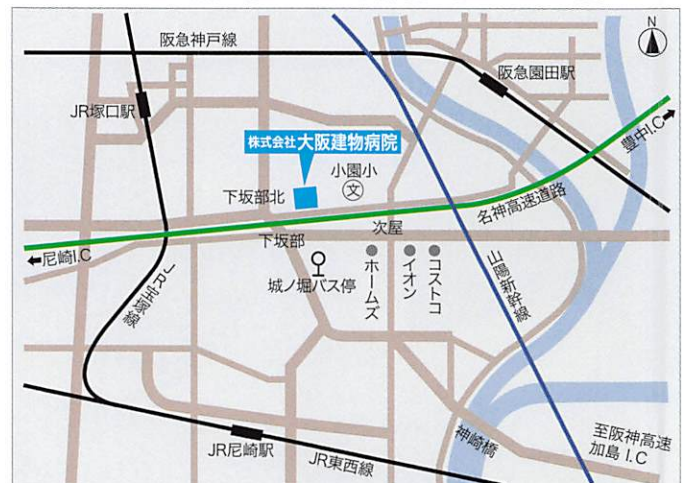 阪急神戸線
N
阪急園田駅
JR塚口駅
豊中I.C
株式会社 大阪建物病院
小園小
文
下坂部北
名神高速道路
次屋
下坂部
尼崎I.C
JR宝塚線
城ノ堀バス停
ホームズ
イオン
コストコ
山陽新幹線
神崎橋
至阪神高速
加島 I.C
JR尼崎駅
JR東西線